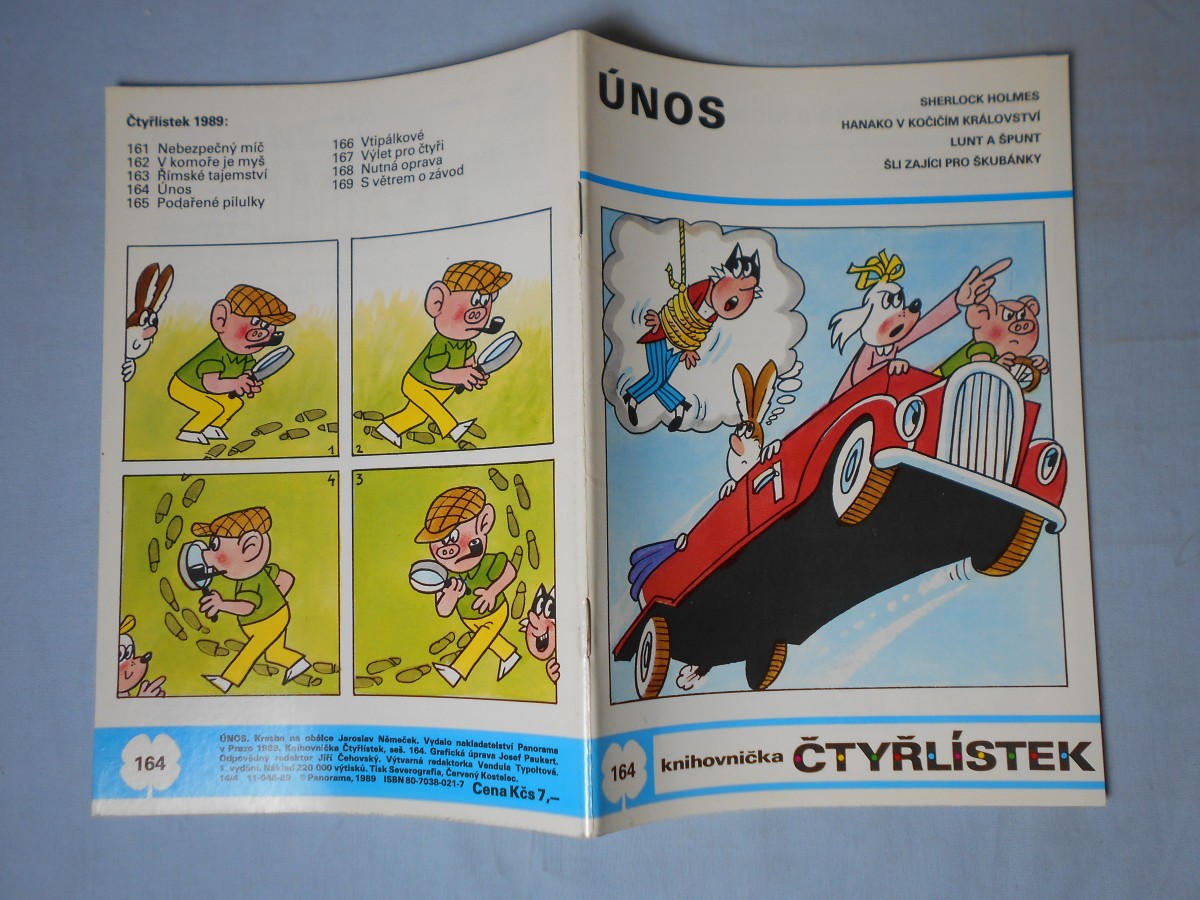 Čtyřlístek 1989:
161 Nebezpečný míč
162 V komoře je myš
163 Římské tajemství
164 Únos
165 Podařené pilulky
166 Vtipálkové
167 Výlet pro čtyři
168 Nutná oprava
169 S větrem o závod
1
2
4
3
164
ÚNOS. Kresba na obálce Jaroslav Němeček. Vydalo nakladatelství Panorama
v Praze 1989. Knihovnička Čtyřlístek, seš. 164. Grafická úprava Josef Paukert.
Odpovědný redaktor Jiří Čehovský. Výtvarná redaktorka Vendula Typoltová.
1. vydání. Náklad 220 000 výtisků. Tisk Severografia, Červený Kostelec.
14/4 11-048-89 © Panorama, 1989 ISBN 80-7038-021-7
Cena Kčs 7,—
ÚNOS
SHERLOCK HOLMES
HANAKO V KOČIČÍM KRÁLOVSTVÍ
LUNT A ŠPUNT
ŠLI ZAJÍCI PRO ŠKUBÁNKY
164
knihovnička ČTYŘLÍSTEK